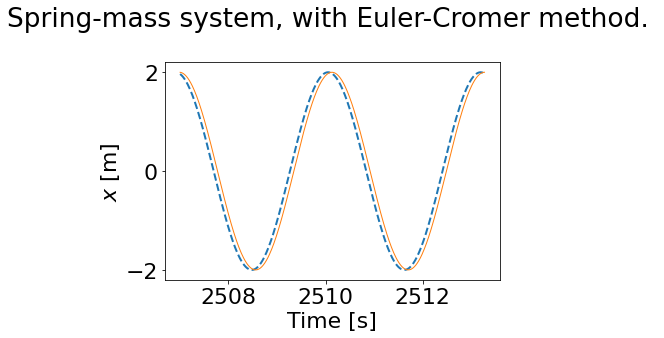 Spring-mass system, with Euler-Cromer method.
2
0
−2
x [m]
2508 2510 2512
Time [s]